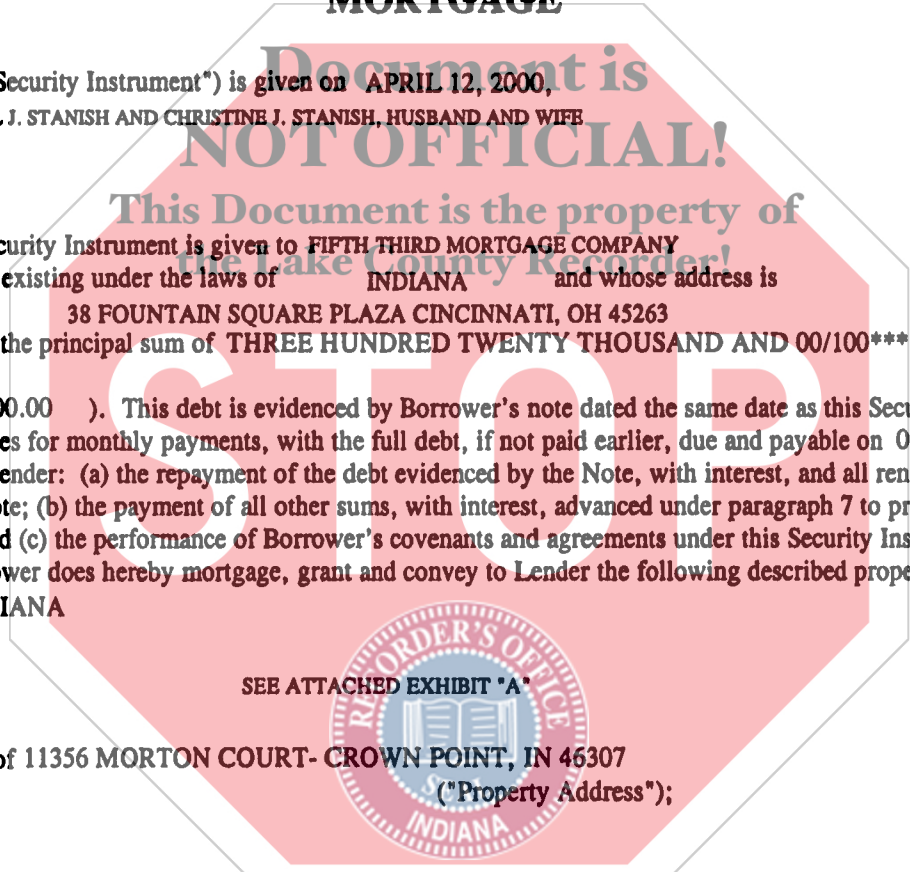 MORTGAGE
Document is
Security Instrument") is given on APRIL 12, 2000,
J. STANISH AND CHRISTINE J. STANISH, HUSBAND AND WIFE
NOT OFFICIAL!
This Document is the property of
curity Instrument is given to FIFTH THIRD MORTGAGE COMPANY
the Lake County Recorder!
existing under the laws of INDIANA and whose address is
38 FOUNTAIN SQUARE PLAZA CINCINNATI, OH 45263
the principal sum of THREE HUNDRED TWENTY THOUSAND AND AND 00/100***
STOP
00.00 ). This debt is evidenced by Borrower's note dated the same date as this Secu
es for monthly payments, with the full debt, if not paid earlier, due and payable on 0
ender: (a) the repayment of the debt evidenced by the Note, with interest, and all ren
te; (b) the payment of all other sums, with interest, advanced under paragraph 7 to pr
d (c) the performance of Borrower's covenants and agreements under this Security Ins
wer does hereby mortgage, grant and convey to Lender the following described prope
IANA
RECORDER'S OFFICE
SEE ATTACHED EXHIBIT "A"
of 11356 MORTON COURT- CROWN POINT, IN 46307
SEAL
("Property Address");
INDIANA